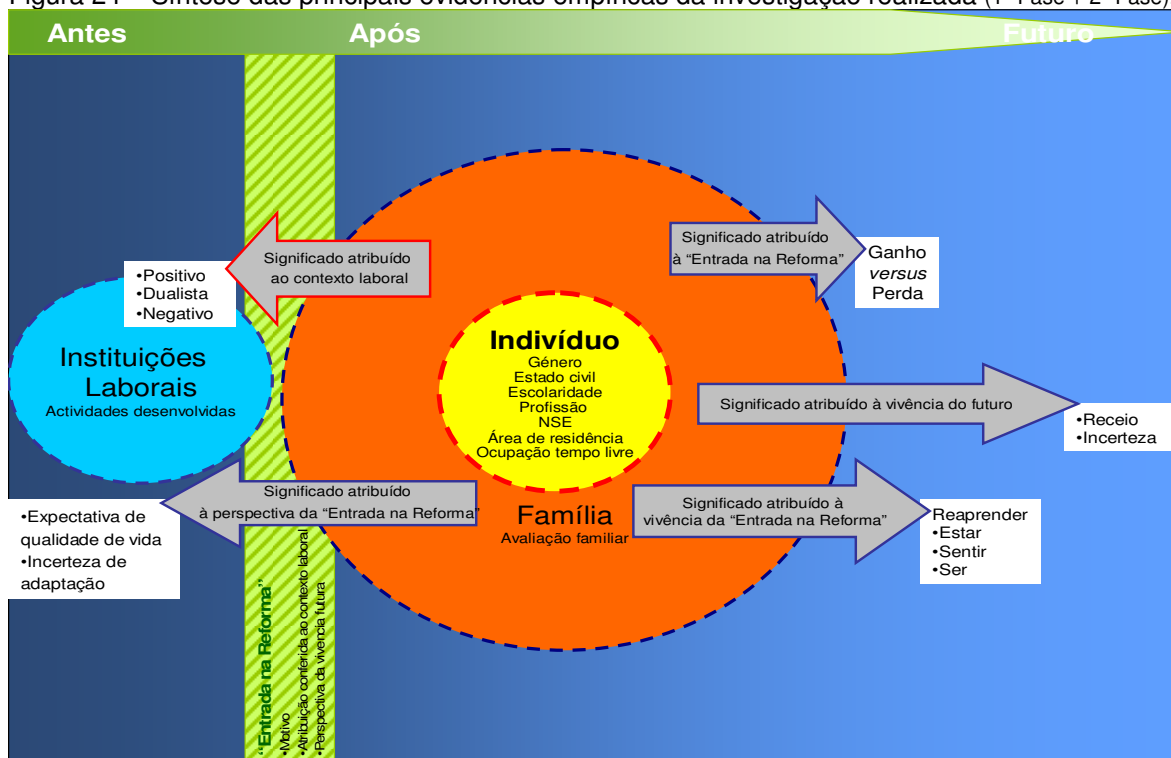 Figura 21 – Síntese das principais evidências empíricas da investigação realizada (1ª Fase + 2ª Fase)
Antes
Após
Futuro
Significado atribuído
ao contexto laboral
•Positivo
•Dualista
•Negativo
Instituições
Laborais
Actividades desenvolvidas
Significado atribuído
à "Entrada na Reforma"
Ganho
versus
Perda
Indivíduo
Género
Estado civil
Escolaridade
Profissão
NSE
Área de residência
Ocupação tempo livre
Significado atribuído à vivência do futuro
•Receio
•Incerteza
Significado atribuído
à perspectiva da "Entrada na Reforma"
•Expectativa de
qualidade de vida
•Incerteza de
adaptação
Família
Avaliação familiar
Significado atribuído à
vivência da "Entrada na Reforma"
Reaprender
•Estar
•Sentir
•Ser
"Entrada na Reforma"
•Motivo
•Atribuição conferida ao contexto laboral
•Perspectiva da vivencia futura